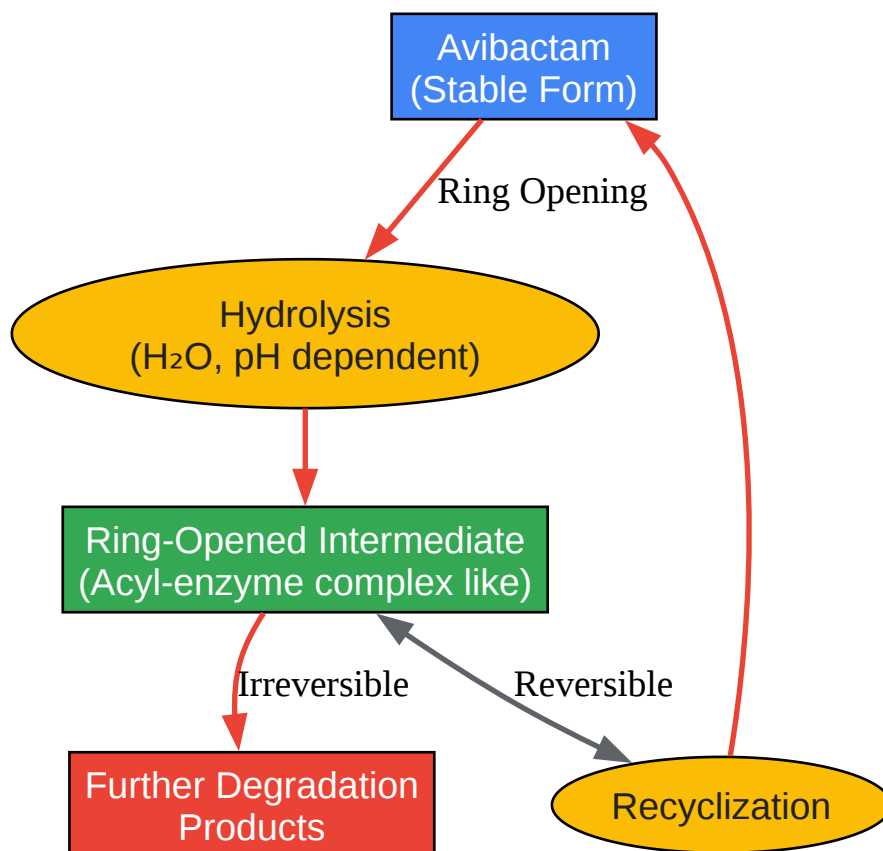 Avibactam
(Stable Form)
Ring Opening
Hydrolysis
(H₂O, pH dependent)
Ring-Opened Intermediate
(Acyl-enzyme complex like)
Irreversible
Reversible
Further Degradation
Products
Recyclization